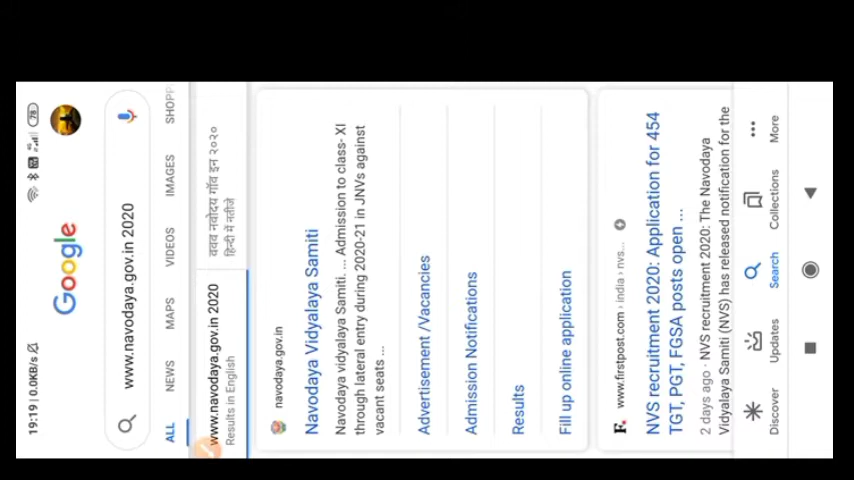 19:19 | 0.0KB/s
78
Google
www.navodaya.gov.in 2020
ALL NEWS MAPS VIDEOS IMAGES SHOPP
www.navodaya.gov.in 2020
Results in English
ववव नवोदय गॉव इन २०२०
हिन्दी में नतीजे
navodaya.gov.in
Navodaya Vidyalaya Samiti
Navodaya vidyalaya Samiti. ... Admission to class- XI
through lateral entry during 2020-21 in JNVs against
vacant seats ...
Advertisement /Vacancies
Admission Notifications
Results
Fill up online application
www.firstpost.com › india › nvs...
NVS recruitment 2020: Application for 454
TGT, PGT, FGSA posts open ...
2 days ago · NVS recruitment 2020: The Navodaya
Vidyalaya Samiti (NVS) has released notification for the
Discover Updates Search Collections More